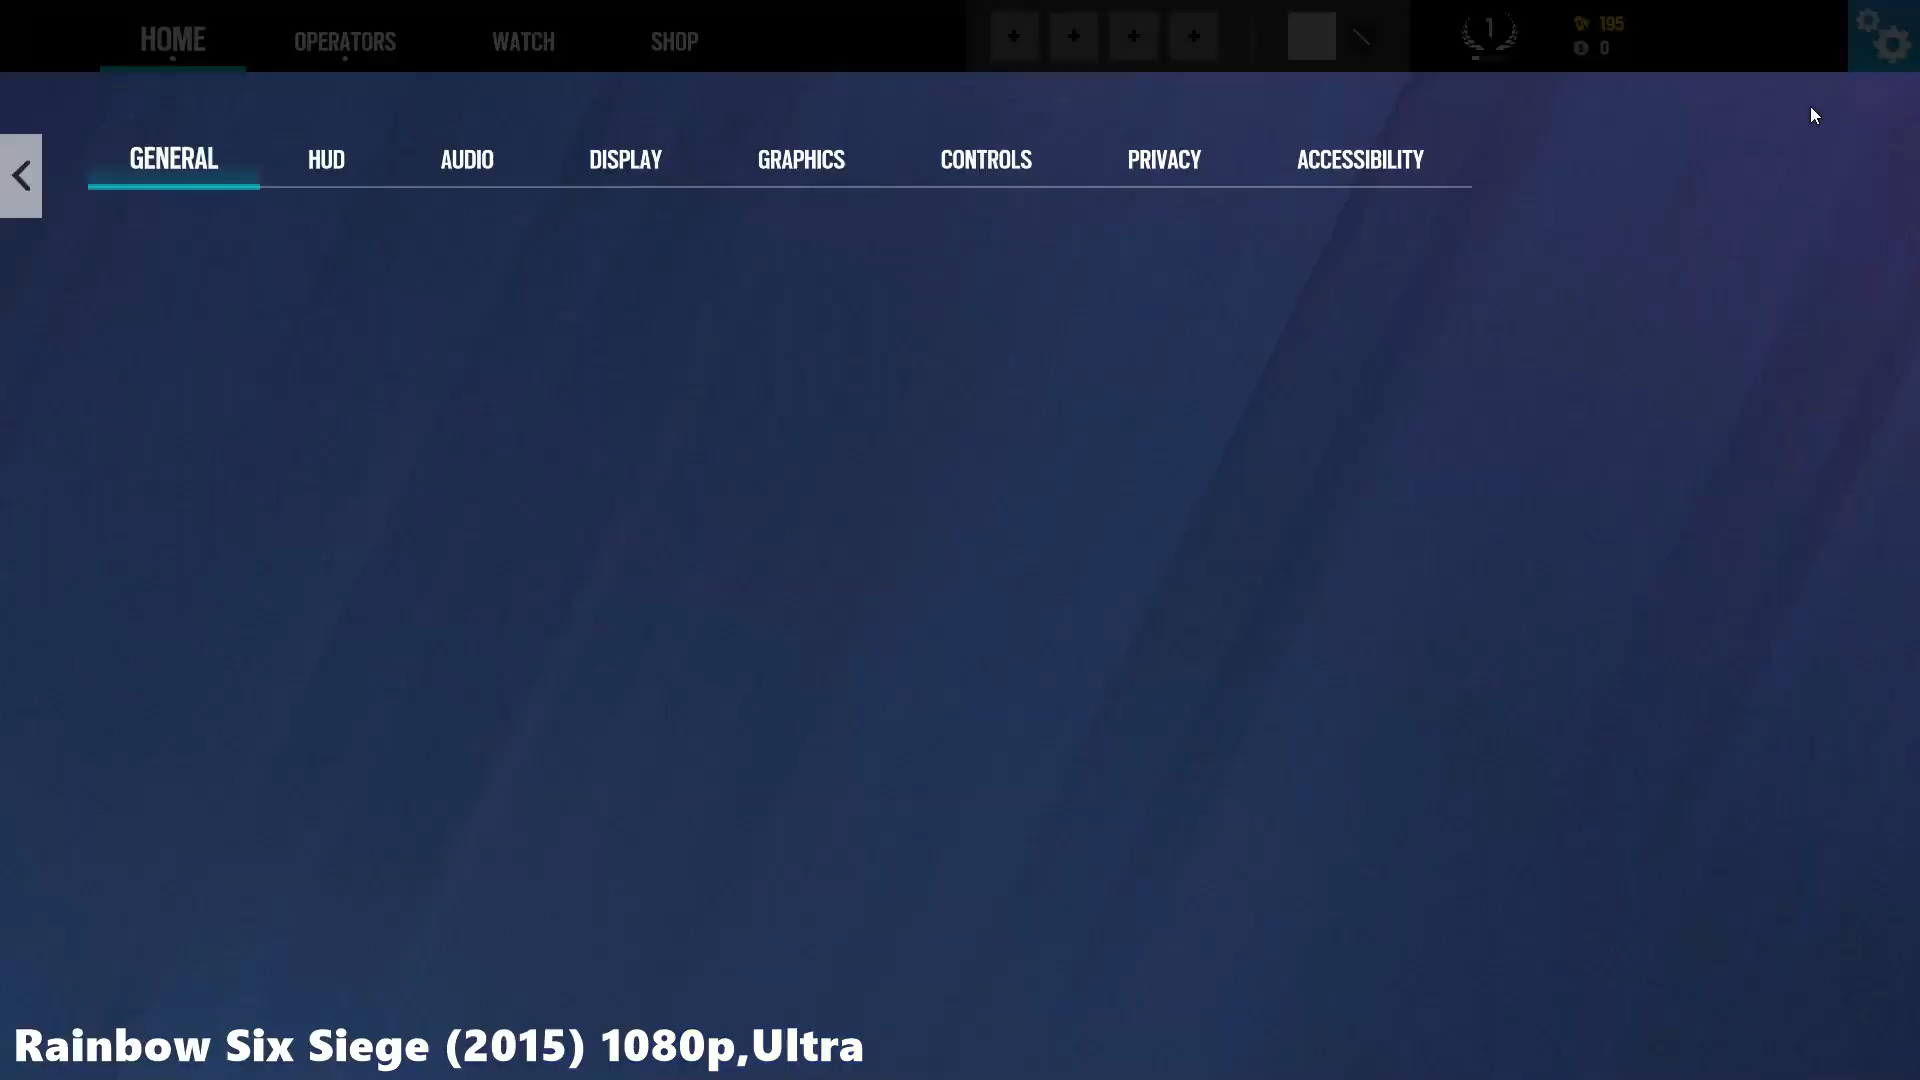 HOME OPERATORS WATCH SHOP + + + + 1 195
0
GENERAL HUD AUDIO DISPLAY GRAPHICS CONTROLS PRIVACY ACCESSIBILITY
Rainbow Six Siege (2015) 1080p,Ultra